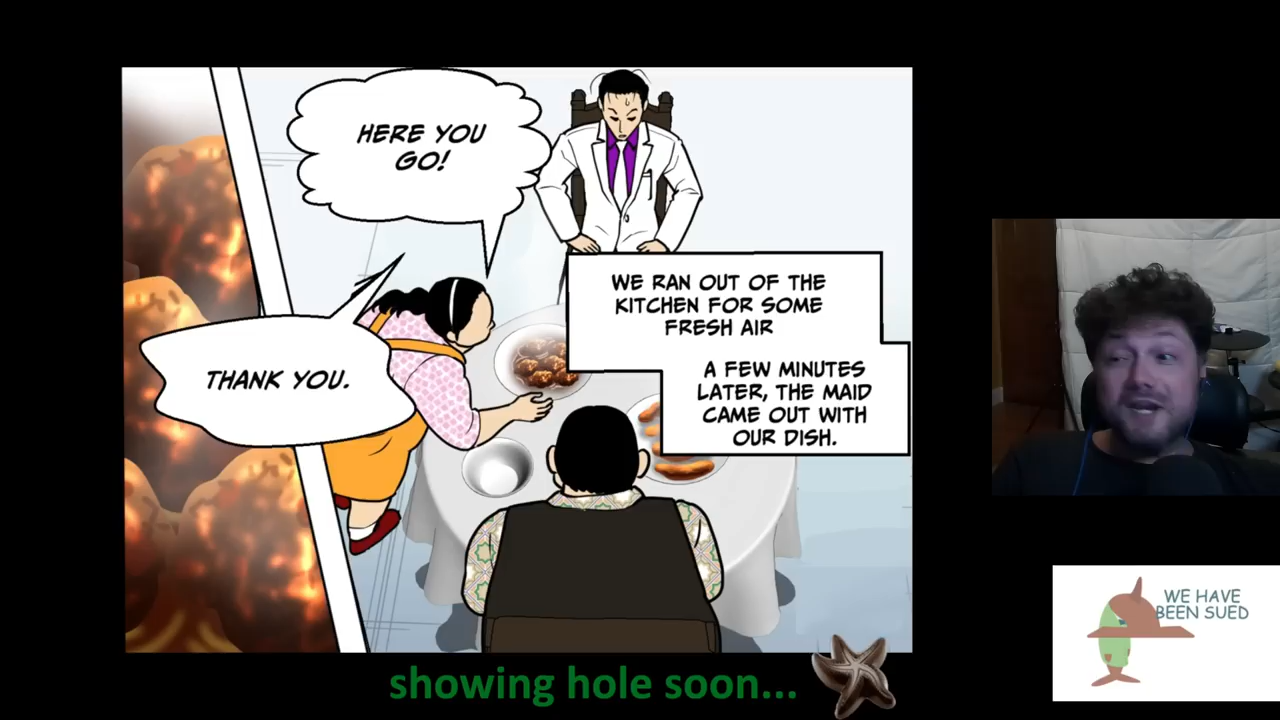 HERE YOU
GO!
THANK YOU.
WE RAN OUT OF THE
KITCHEN FOR SOME
FRESH AIR
A FEW MINUTES
LATER, THE MAID
CAME OUT WITH
OUR DISH.
WE HAVE
BEEN SUED
showing hole soon...